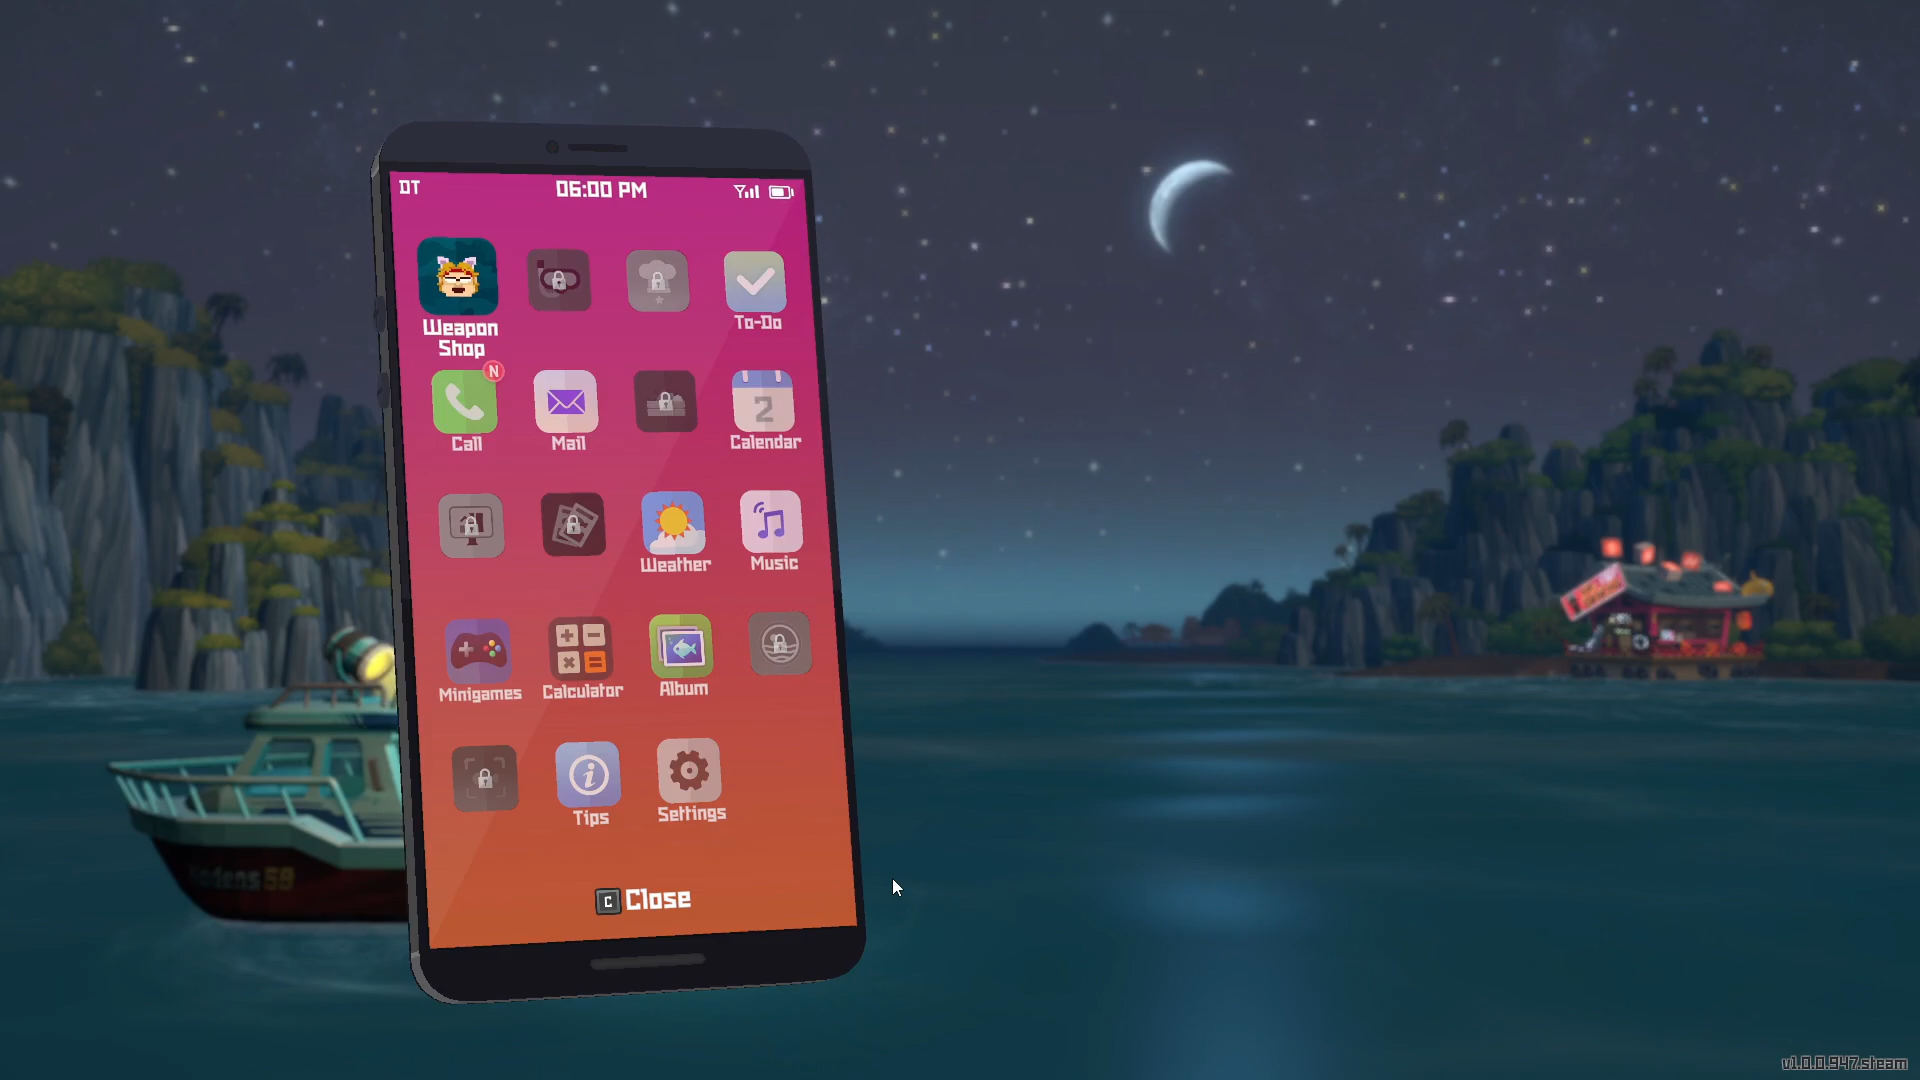 DT
06:00 PM
Weapon
Shop
To-Do
N
Call
Mail
2
Calendar
Weather
Music
Minigames
Calculator
Album
Tips
Settings
C Close
58
v1.0.0.947.steam